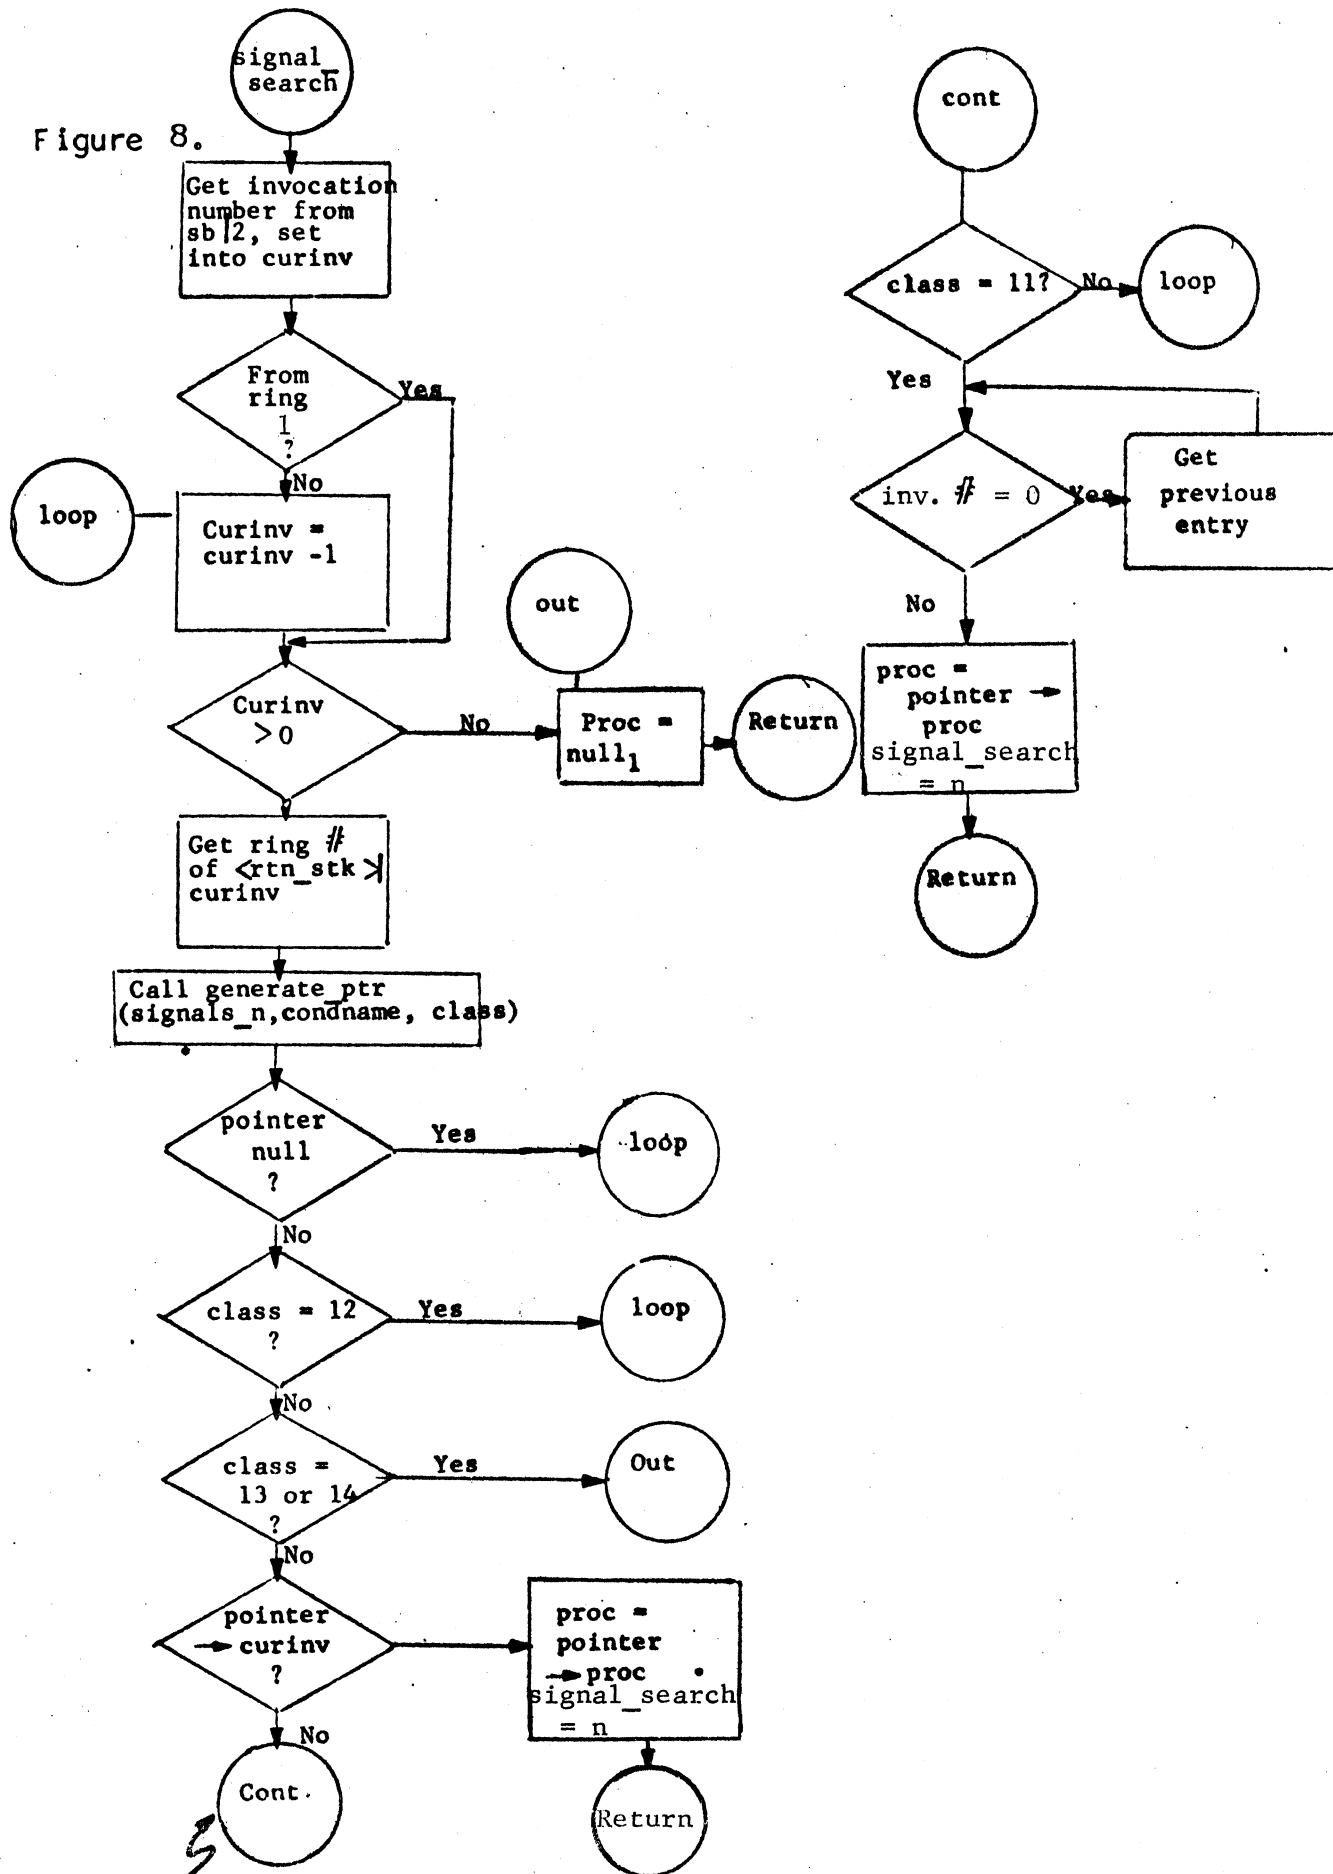 signal_
search
Figure 8.
Get invocation
number from
sb|2, set
into curinv
From
ring
1
?
Yes
No
loop
Curinv =
curinv -1
Curinv
>0
No
out
Proc =
null1
Return
Get ring #
of <rtn_stk>|
curinv
Call generate_ptr
(signals_n,condname, class)
pointer
null
?
Yes
loop
No
class = 12
?
Yes
loop
No
class =
13 or 14
?
Yes
Out
No
pointer
→ curinv
?
proc =
pointer
→ proc
signal_search
= n
No
Cont.
Return
cont
class = 11?
No
loop
Yes
inv. # = 0
Yes
Get
previous
entry
No
proc =
pointer →
proc
signal_search
= n
Return